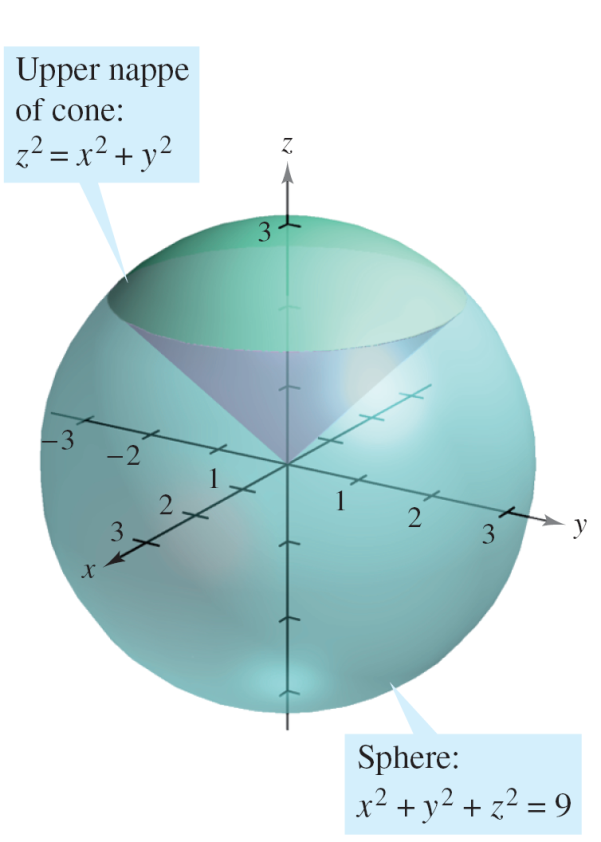 Upper nappe
of cone:
z² = x² + y²
z
3
−3
−2
1
1
2
2
3
3
x
y
Sphere:
x² + y² + z² = 9